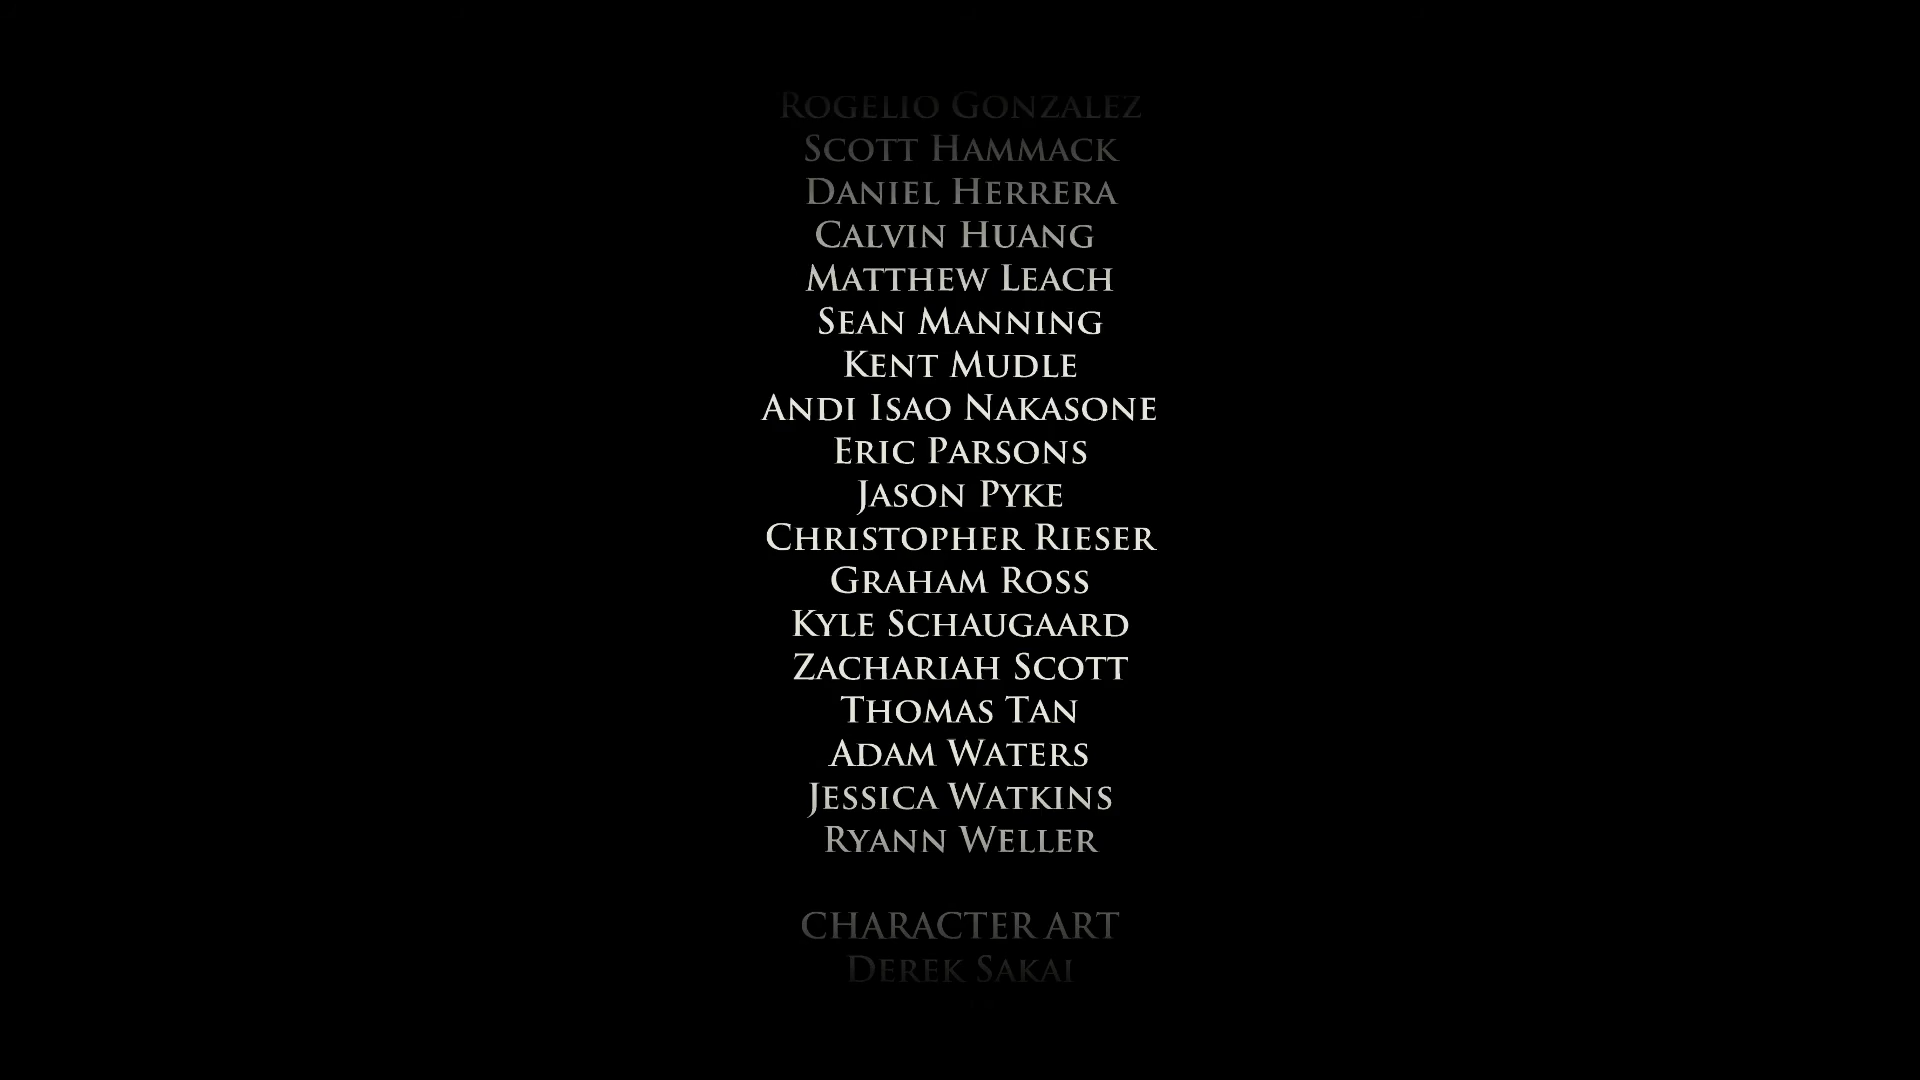 Rogelio Gonzalez
Scott Hammack
Daniel Herrera
Calvin Huang
Matthew Leach
Sean Manning
Kent Mudle
Andi Isao Nakasone
Eric Parsons
Jason Pyke
Christopher Rieser
Graham Ross
Kyle Schaugaard
Zachariah Scott
Thomas Tan
Adam Waters
Jessica Watkins
Ryann Weller
CHARACTER ART
Derek Sakai